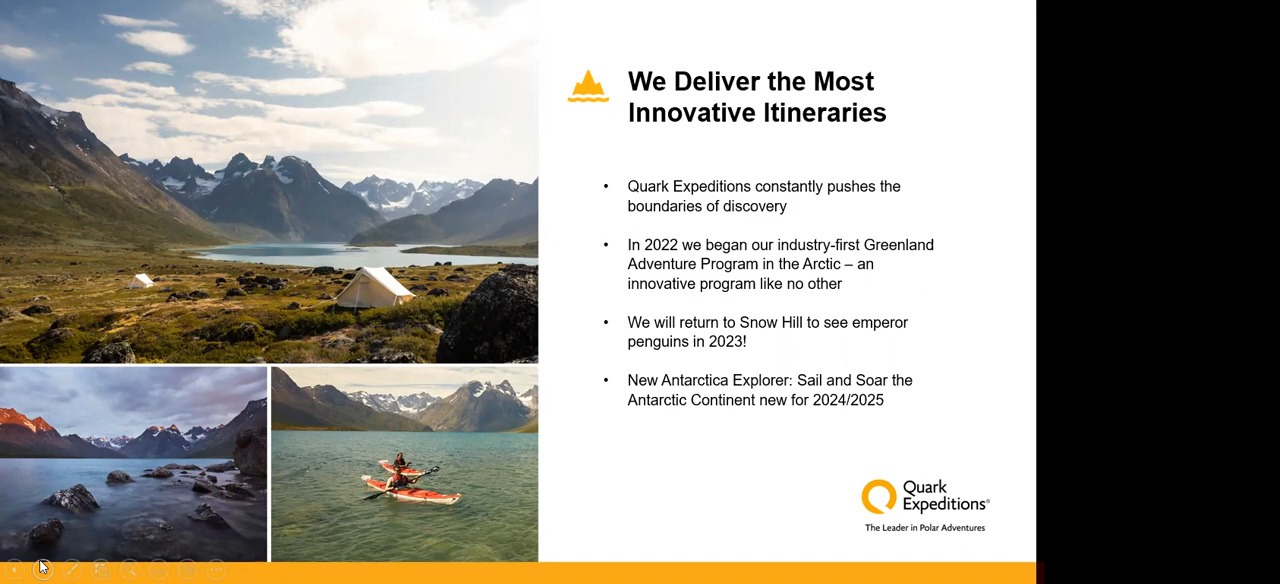 We Deliver the Most
Innovative Itineraries
• Quark Expeditions constantly pushes the
boundaries of discovery
• In 2022 we began our industry-first Greenland
Adventure Program in the Arctic – an
innovative program like no other
• We will return to Snow Hill to see emperor
penguins in 2023!
• New Antarctica Explorer: Sail and Soar the
Antarctic Continent new for 2024/2025
Quark
Expeditions®
The Leader in Polar Adventures